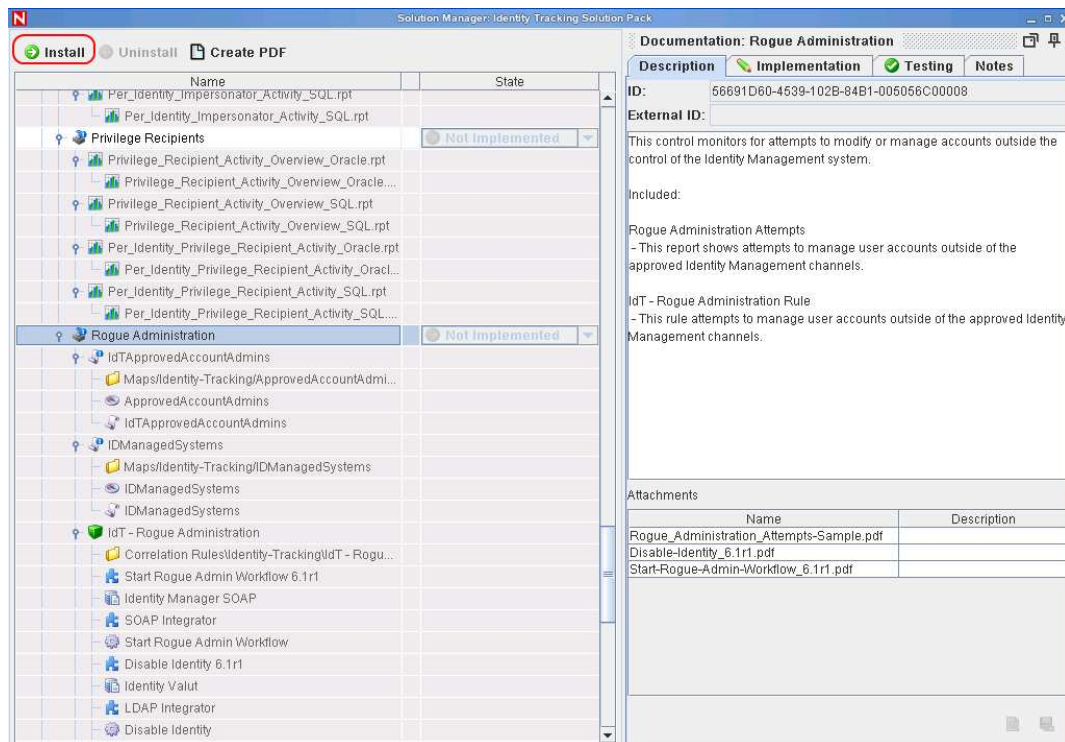 N
Solution Manager: Identity Tracking Solution Pack
Install
Uninstall
Create PDF
Name
State
Per_Identity_Impersonator_Activity_SQL.rpt
Per_Identity_Impersonator_Activity_SQL.rpt
Privilege Recipients
Not Implemented
Privilege_Recipient_Activity_Overview_Oracle.rpt
Privilege_Recipient_Activity_Overview_Oracle....
Privilege_Recipient_Activity_Overview_SQL.rpt
Privilege_Recipient_Activity_Overview_SQL.rpt
Per_Identity_Privilege_Recipient_Activity_Oracle.rpt
Per_Identity_Privilege_Recipient_Activity_Oracl...
Per_Identity_Privilege_Recipient_Activity_SQL.rpt
Per_Identity_Privilege_Recipient_Activity_SQL....
Rogue Administration
Not Implemented
IdTApprovedAccountAdmins
Maps/Identity-Tracking/ApprovedAccountAdmi...
ApprovedAccountAdmins
IdTApprovedAccountAdmins
IDManagedSystems
Maps/Identity-Tracking/IDManagedSystems
IDManagedSystems
IDManagedSystems
IdT - Rogue Administration
Correlation Rules\Identity-Tracking\IdT - Rogu...
Start Rogue Admin Workflow 6.1r1
Identity Manager SOAP
SOAP Integrator
Start Rogue Admin Workflow
Disable Identity 6.1r1
Identity Valut
LDAP Integrator
Disable Identity
Documentation: Rogue Administration
Description
Implementation
Testing
Notes
ID:
56691D60-4539-102B-84B1-005056C00008
External ID:
This control monitors for attempts to modify or manage accounts outside the
control of the Identity Management system.
Included:
Rogue Administration Attempts
- This report shows attempts to manage user accounts outside of the
approved Identity Management channels.
IdT - Rogue Administration Rule
- This rule attempts to manage user accounts outside of the approved Identity
Management channels.
Attachments
Name
Description
Rogue_Administration_Attempts-Sample.pdf
Disable-Identity_6.1r1.pdf
Start-Rogue-Admin-Workflow_6.1r1.pdf